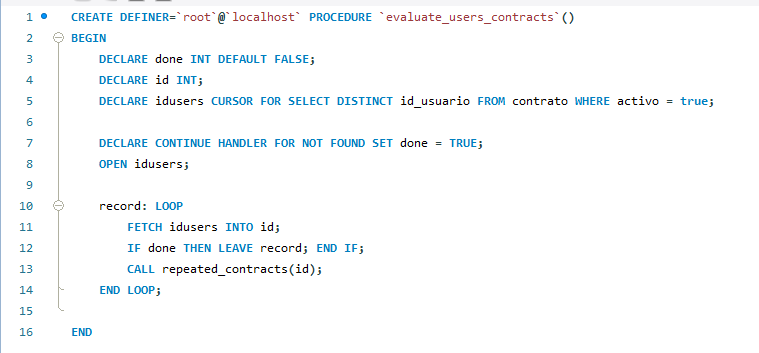 1 CREATE DEFINER=`root`@`localhost` PROCEDURE `evaluate_users_contracts`()
2 BEGIN
3 DECLARE done INT DEFAULT FALSE;
4 DECLARE id INT;
5 DECLARE idusers CURSOR FOR SELECT DISTINCT id_usuario FROM contrato WHERE activo = true;
6
7 DECLARE CONTINUE HANDLER FOR NOT FOUND SET done = TRUE;
8 OPEN idusers;
9
10 record: LOOP
11 FETCH idusers INTO id;
12 IF done THEN LEAVE record; END IF;
13 CALL repeated_contracts(id);
14 END LOOP;
15
16 END